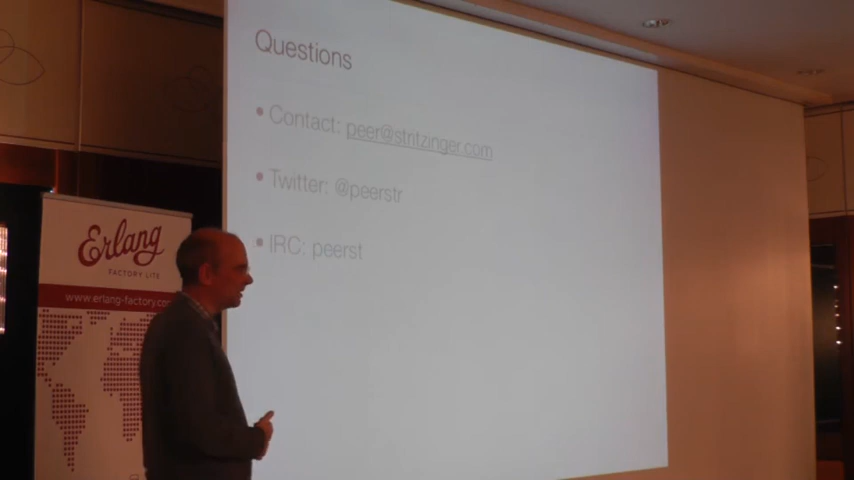 Questions
• Contact: peer@stritzinger.com
• Twitter: @peerstr
• IRC: peerst
Erlang
FACTORY LITE
www.erlang-factory.com